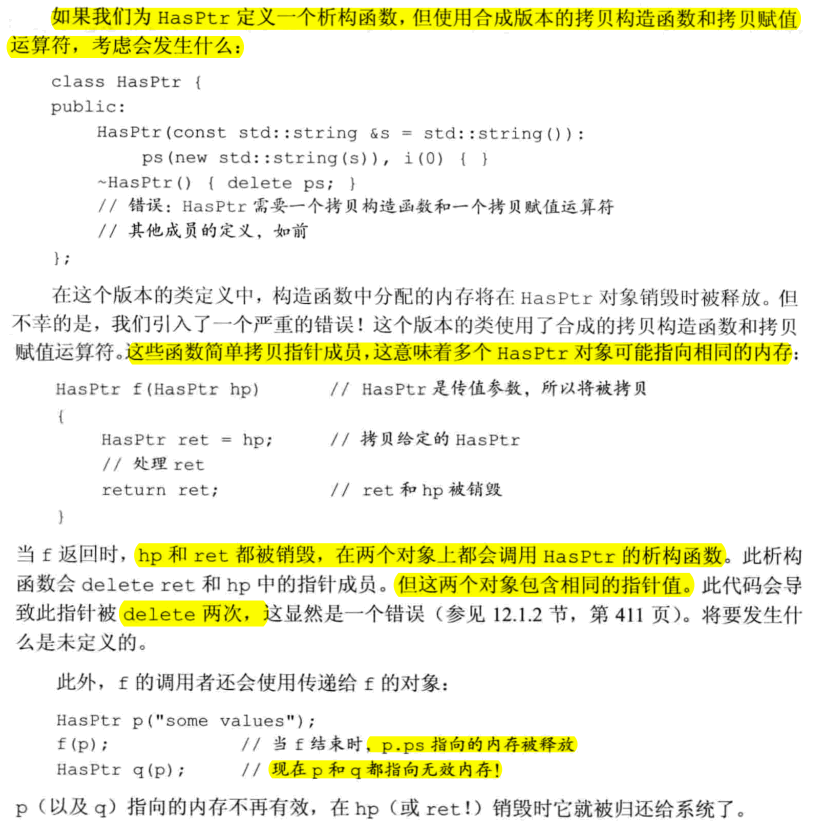 如果我们为 HasPtr 定义一个析构函数，但使用合成版本的拷贝构造函数和拷贝赋值
运算符，考虑会发生什么：
class HasPtr {
public:
    HasPtr(const std::string &s = std::string()):
        ps(new std::string(s)), i(0) { }
    ~HasPtr() { delete ps; }
    // 错误：HasPtr 需要一个拷贝构造函数和一个拷贝赋值运算符
    // 其他成员的定义，如前
};
在这个版本的类定义中，构造函数中分配的内存将在 HasPtr 对象销毁时被释放。但
不幸的是，我们引入了一个严重的错误！这个版本的类使用了合成的拷贝构造函数和拷贝
赋值运算符。这些函数简单拷贝指针成员，这意味着多个 HasPtr 对象可能指向相同的内存：
HasPtr f(HasPtr hp)        // HasPtr 是传值参数，所以将被拷贝
{
    HasPtr ret = hp;       // 拷贝给定的 HasPtr
    // 处理 ret
    return ret;            // ret 和 hp 被销毁
}
当 f 返回时，hp 和 ret 都被销毁，在两个对象上都会调用 HasPtr 的析构函数。此析构
函数会 delete ret 和 hp 中的指针成员。但这两个对象包含相同的指针值。此代码会导
致此指针被 delete 两次，这显然是一个错误（参见 12.1.2 节，第 411 页）。将要发生什
么是未定义的。
此外，f 的调用者还会使用传递给 f 的对象：
HasPtr p("some values");
f(p);            // 当 f 结束时，p.ps 指向的内存被释放
HasPtr q(p);     // 现在 p 和 q 都指向无效内存！
p（以及 q）指向的内存不再有效，在 hp（或 ret！）销毁时它就被归还给系统了。